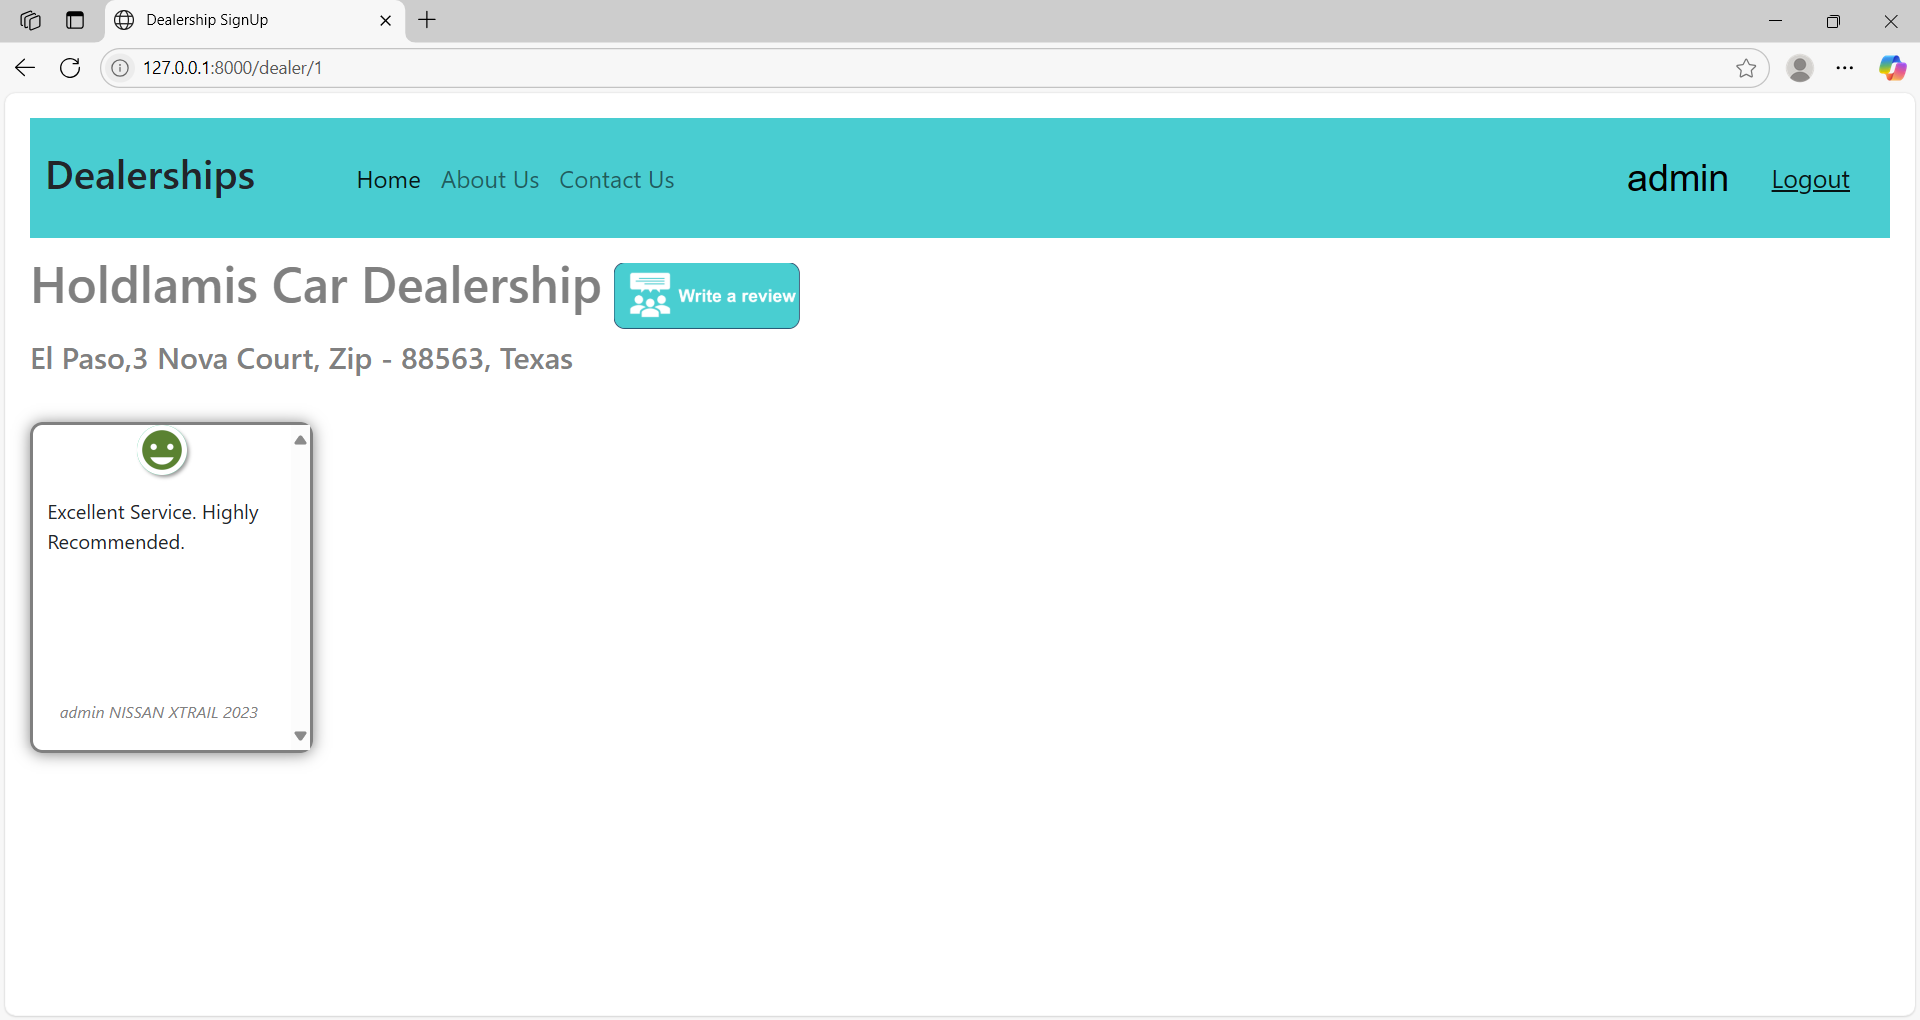 Dealership SignUp
127.0.0.1:8000/dealer/1
Dealerships
Home About Us Contact Us
admin
Logout
Holdlamis Car Dealership
Write a review
El Paso,3 Nova Court, Zip - 88563, Texas
Excellent Service. Highly
Recommended.
admin NISSAN XTRAIL 2023